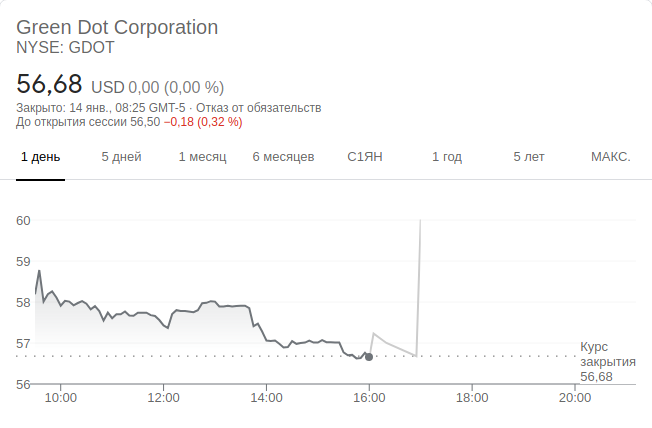 Green Dot Corporation
NYSE: GDOT
56,68 USD 0,00 (0,00 %)
Закрыто: 14 янв., 08:25 GMT-5 · Отказ от обязательств
До открытия сессии 56,50 −0,18 (0,32 %)
1 день 5 дней 1 месяц 6 месяцев С1ЯН 1 год 5 лет МАКС.
60
59
58
57
56
Курс
закрытия
56,68
10:00 12:00 14:00 16:00 18:00 20:00